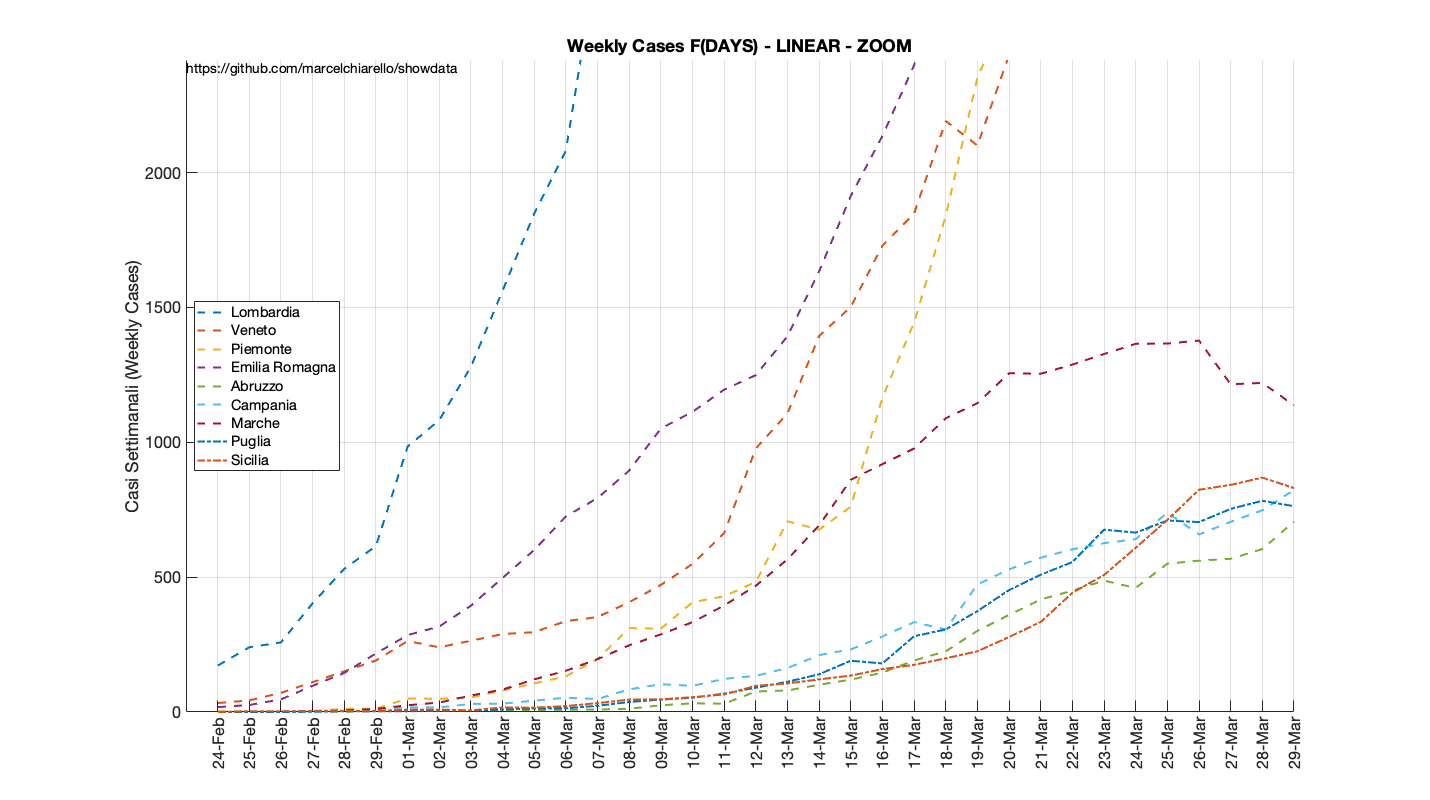 Weekly Cases F(DAYS) - LINEAR - ZOOM
https://github.com/marcelchiarello/showdata
Casi Settimanali (Weekly Cases)
2000
1500
1000
500
0
Lombardia
Veneto
Piemonte
Emilia Romagna
Abruzzo
Campania
Marche
Puglia
Sicilia
24-Feb
25-Feb
26-Feb
27-Feb
28-Feb
29-Feb
01-Mar
02-Mar
03-Mar
04-Mar
05-Mar
06-Mar
07-Mar
08-Mar
09-Mar
10-Mar
11-Mar
12-Mar
13-Mar
14-Mar
15-Mar
16-Mar
17-Mar
18-Mar
19-Mar
20-Mar
21-Mar
22-Mar
23-Mar
24-Mar
25-Mar
26-Mar
27-Mar
28-Mar
29-Mar